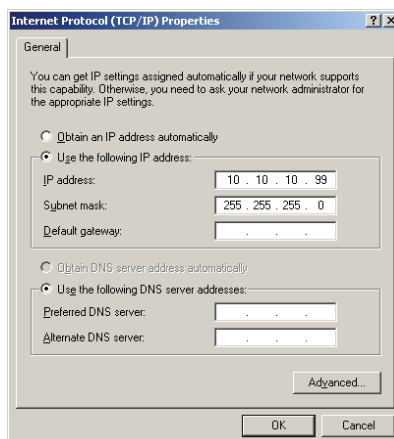 Internet Protocol (TCP/IP) Properties
General
You can get IP settings assigned automatically if your network supports
this capability. Otherwise, you need to ask your network administrator for
the appropriate IP settings.
Obtain an IP address automatically
Use the following IP address:
IP address: 10 . 10 . 10 . 99
Subnet mask: 255 . 255 . 255 . 0
Default gateway: . . .
Obtain DNS server address automatically
Use the following DNS server addresses:
Preferred DNS server: . . .
Alternate DNS server: . . .
Advanced...
OK Cancel